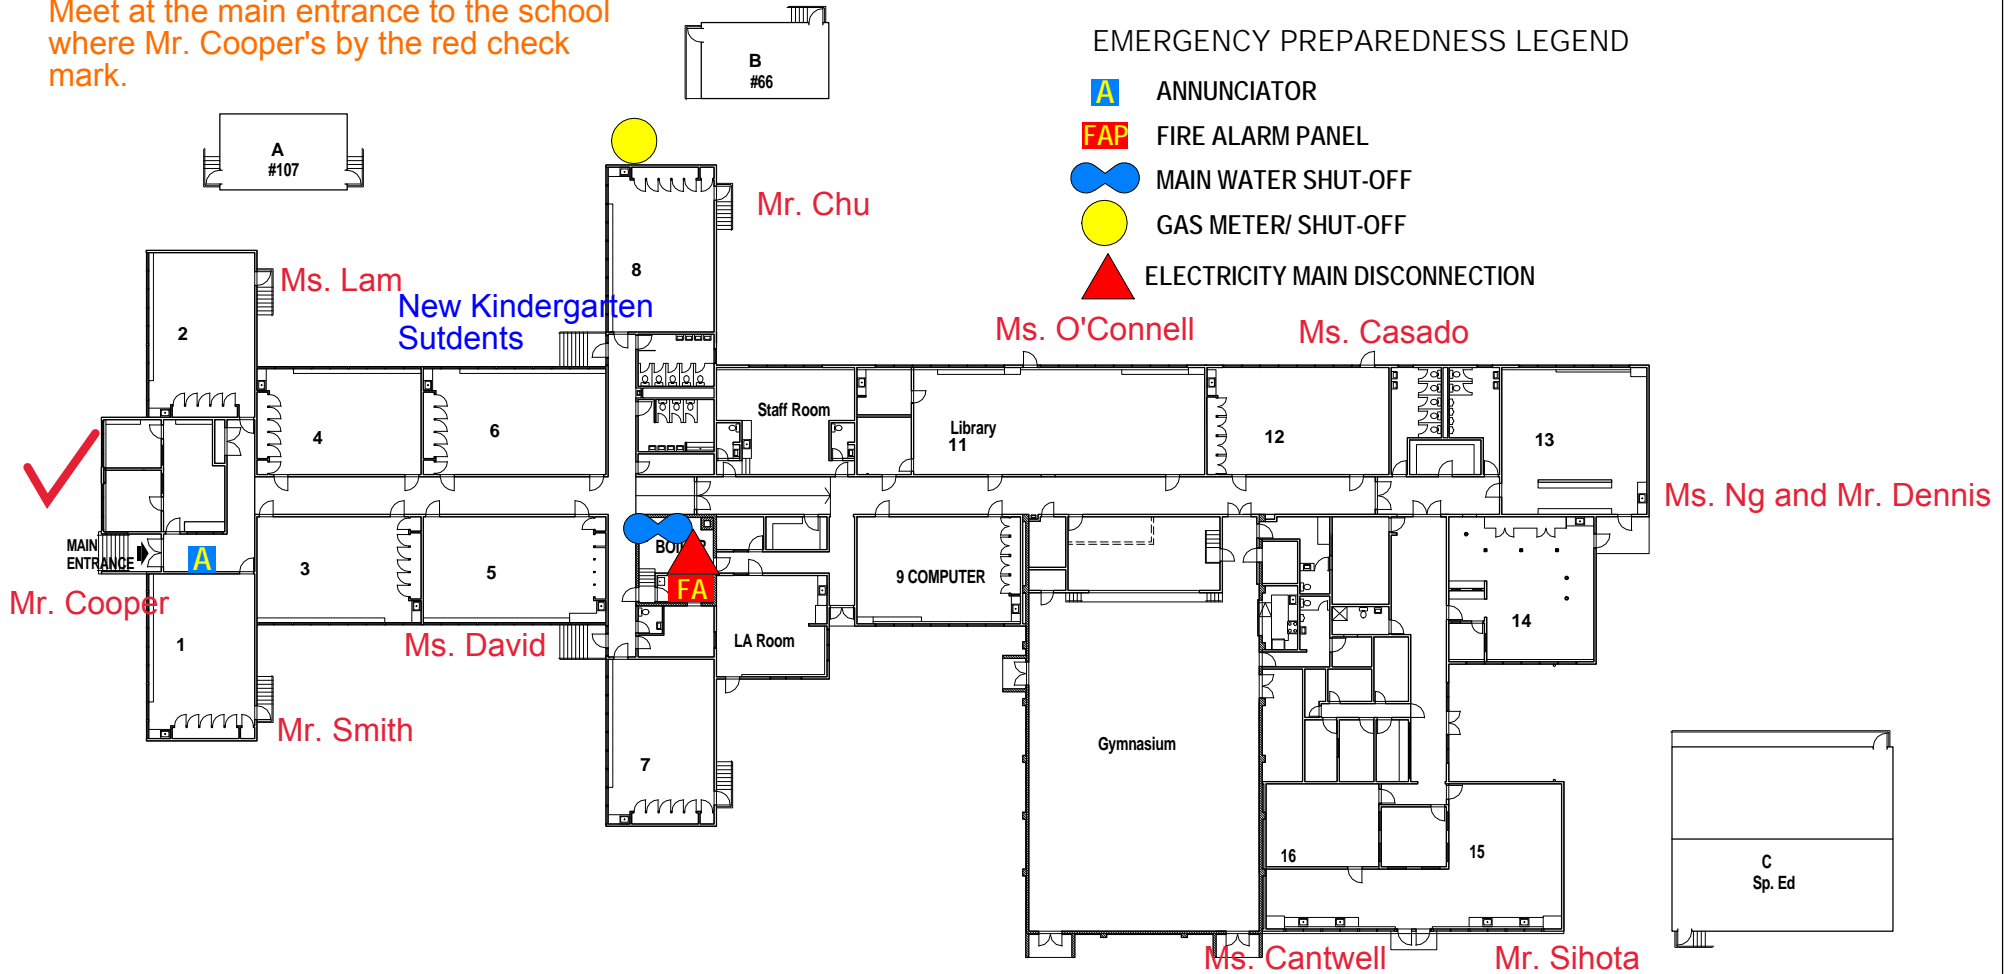 Meet at the main entrance to the school
where Mr. Cooper's by the red check
mark.
EMERGENCY PREPAREDNESS LEGEND
A ANNUNCIATOR
FAP FIRE ALARM PANEL
MAIN WATER SHUT-OFF
GAS METER/ SHUT-OFF
ELECTRICITY MAIN DISCONNECTION
B
#66
A
#107
Mr. Chu
8
Ms. Lam
New Kindergarten
Sutdents
2
Ms. O'Connell
Ms. Casado
4
6
Staff Room
Library
11
12
13
Ms. Ng and Mr. Dennis
MAIN
ENTRANCE
A
3
5
FA
9 COMPUTER
14
Mr. Cooper
1
Ms. David
LA Room
Mr. Smith
7
Gymnasium
16
15
C
Sp. Ed
Ms. Cantwell
Mr. Sihota